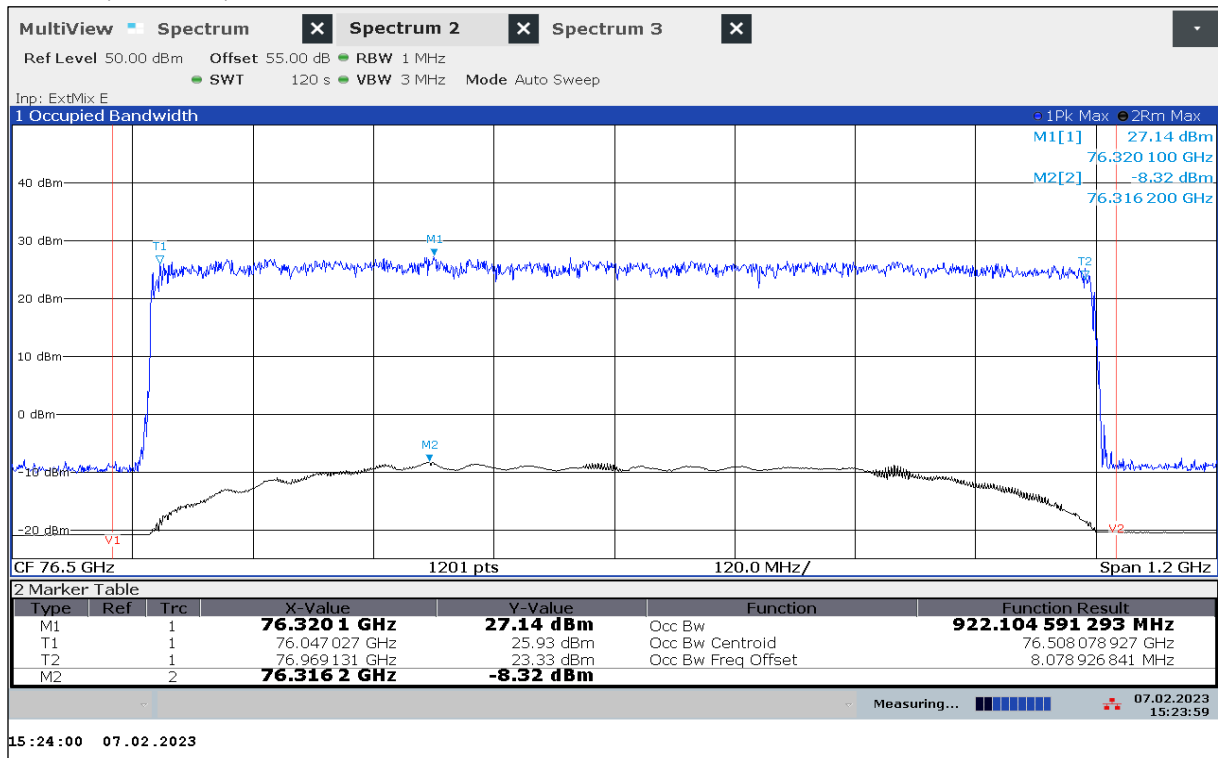 MultiView Spectrum X Spectrum 2 X Spectrum 3 X
Ref Level 50.00 dBm Offset 55.00 dB RBW 1 MHz
SWT 120 s VBW 3 MHz Mode Auto Sweep
Inp: ExtMix E
1 Occupied Bandwidth 1Pk Max 2Rm Max
M1[1] 27.14 dBm
76.320 100 GHz
M2[2] -8.32 dBm
76.316 200 GHz
40 dBm
30 dBm
T1
M1
T2
20 dBm
10 dBm
0 dBm
M2
-10 dBm
-20 dBm
V1
V2
CF 76.5 GHz 1201 pts 120.0 MHz/ Span 1.2 GHz
2 Marker Table
Type Ref Trc X-Value Y-Value Function Function Result
M1 1 76.320 1 GHz 27.14 dBm Occ Bw 922.104 591 293 MHz
T1 1 76.047 027 GHz 25.93 dBm Occ Bw Centroid 76.508 078 927 GHz
T2 1 76.969 131 GHz 23.33 dBm Occ Bw Freq Offset 8.078 926 841 MHz
M2 2 76.316 2 GHz -8.32 dBm
Measuring... 07.02.2023
15:23:59
15:24:00 07.02.2023